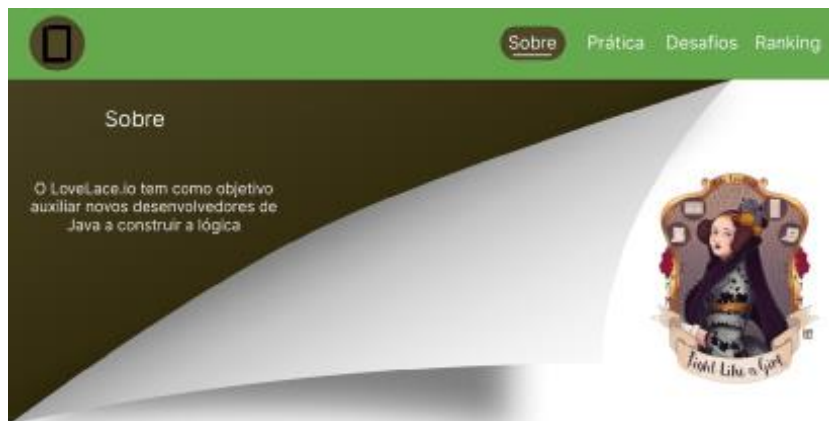 Sobre Prática Desafios Ranking
Sobre
O LoveLace.io tem como objetivo
auxiliar novos desenvolvedores de
Java a construir a lógica
Fight Like a Girl